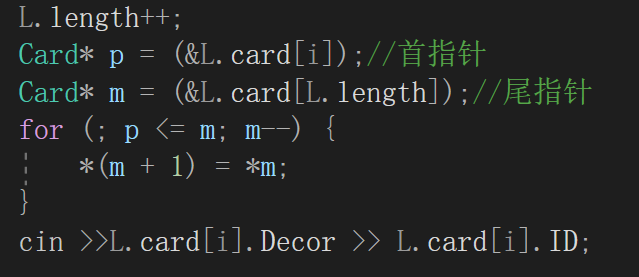 L.length++;
Card* p = (&L.card[i]);//首指针
Card* m = (&L.card[L.length]);//尾指针
for (; p <= m; m--) {
*(m + 1) = *m;
}
cin >>L.card[i].Decor >> L.card[i].ID;